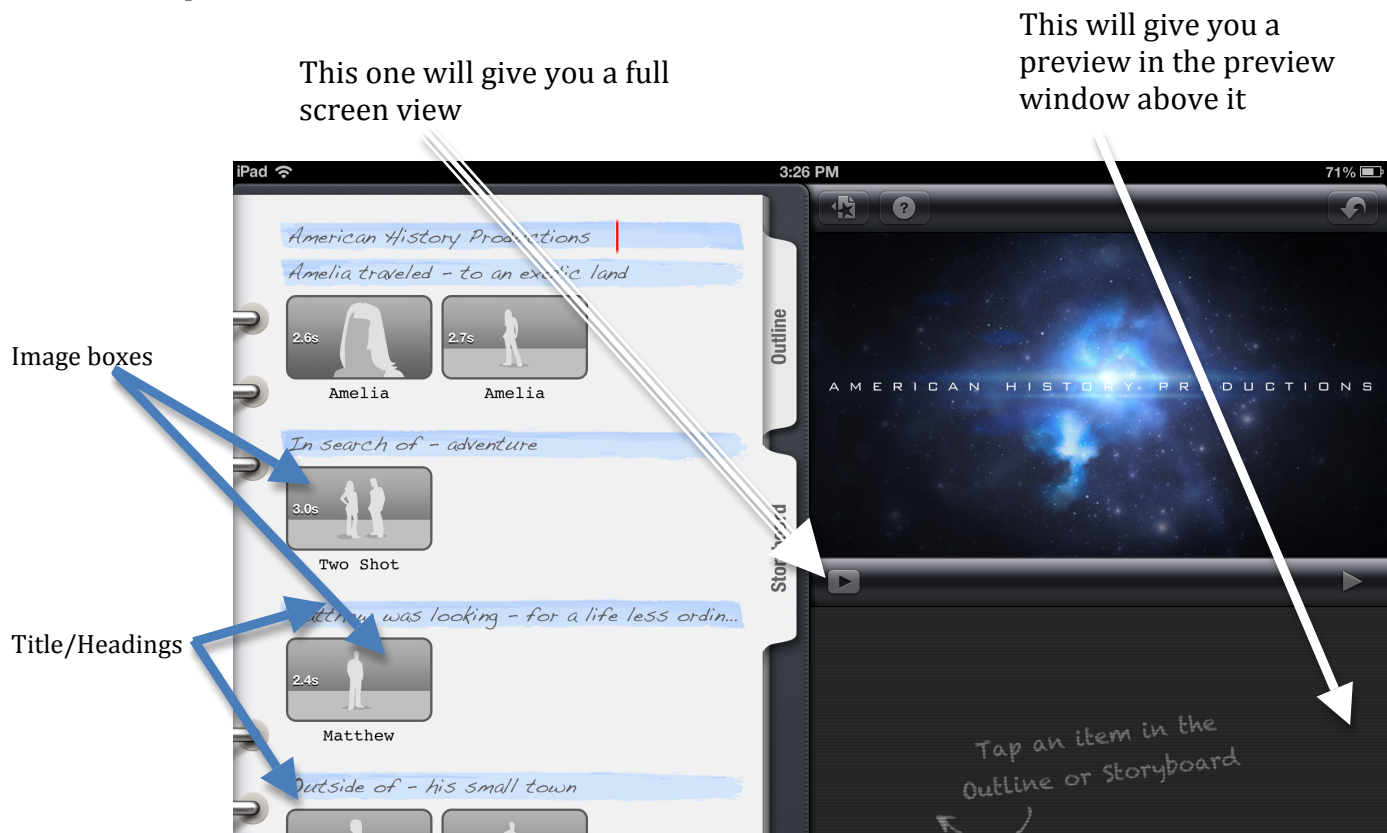 This will give you a
preview in the preview
window above it
This one will give you a full
screen view
iPad
3:26 PM
71%
American History Productions
Amelia traveled - to an exotic land
2.6s
2.7s
Amelia
Amelia
Outline
Image boxes
AMERICAN HISTORY PRODUCTIONS
In search of - adventure
3.0s
Two Shot
Storyboard
Matthew was looking - for a life less ordin...
Title/Headings
2.4s
Matthew
Tap an item in the
Outline or Storyboard
Outside of - his small town